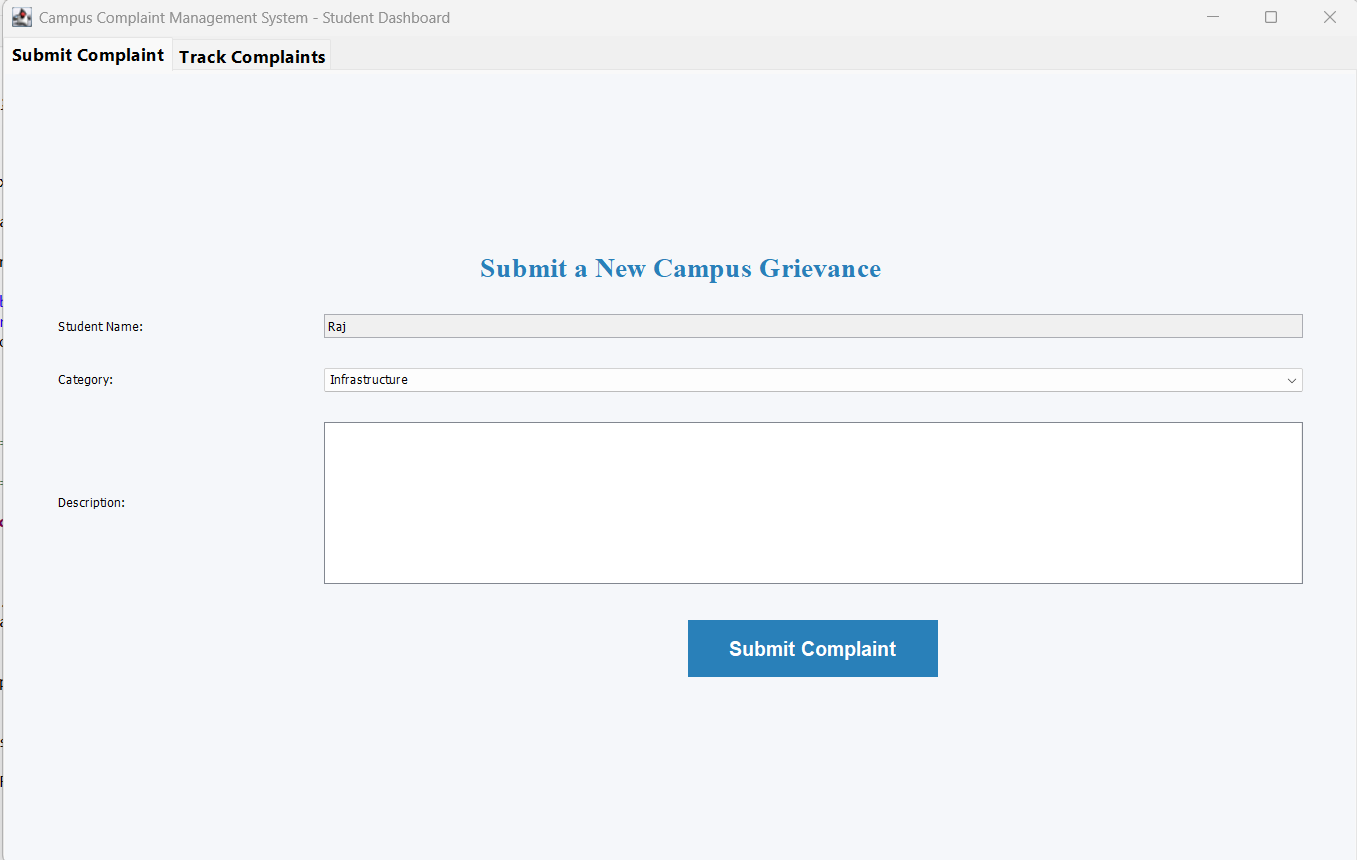 Campus Complaint Management System - Student Dashboard
Submit Complaint
Track Complaints
Submit a New Campus Grievance
Student Name:
Raj
Category:
Infrastructure
Description:
Submit Complaint